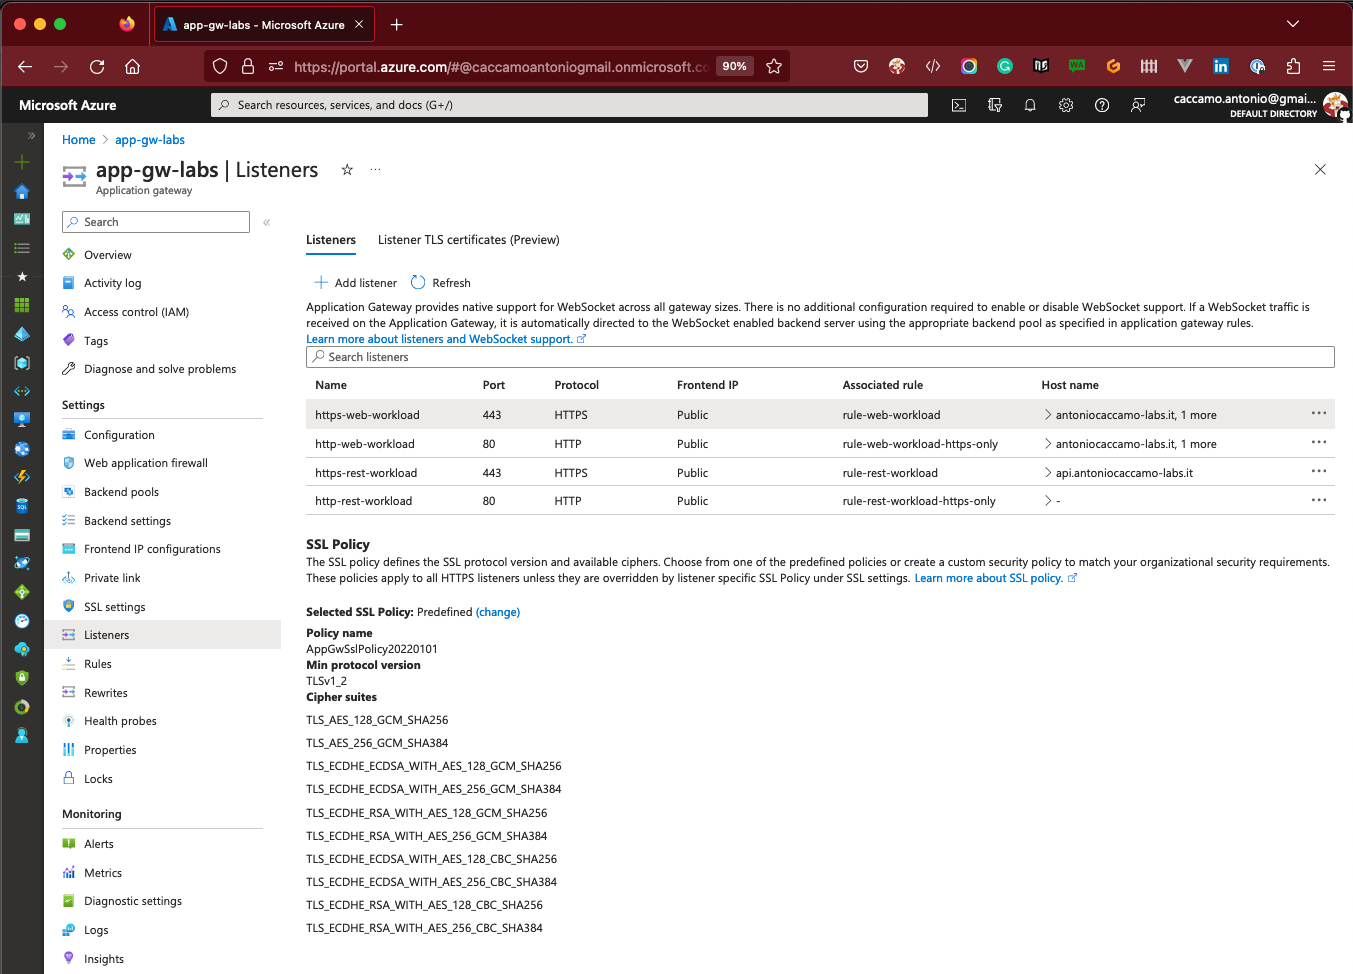 app-gw-labs - Microsoft Azure
https://portal.azure.com/#@caccamoantoniogmail.onmicrosoft.co
90%
Microsoft Azure
Search resources, services, and docs (G+/)
caccamo.antonio@gmai...
DEFAULT DIRECTORY
Home > app-gw-labs
app-gw-labs | Listeners
Application gateway
Search
Overview
Activity log
Access control (IAM)
Tags
Diagnose and solve problems
Settings
Configuration
Web application firewall
Backend pools
Backend settings
Frontend IP configurations
Private link
SSL settings
Listeners
Rules
Rewrites
Health probes
Properties
Locks
Monitoring
Alerts
Metrics
Diagnostic settings
Logs
Insights
Listeners Listener TLS certificates (Preview)
Add listener Refresh
Application Gateway provides native support for WebSocket across all gateway sizes. There is no additional configuration required to enable or disable WebSocket support. If a WebSocket traffic is
received on the Application Gateway, it is automatically directed to the WebSocket enabled backend server using the appropriate backend pool as specified in application gateway rules.
Learn more about listeners and WebSocket support.
Search listeners
Name Port Protocol Frontend IP Associated rule Host name
https-web-workload 443 HTTPS Public rule-web-workload > antoniocaccamo-labs.it, 1 more
http-web-workload 80 HTTP Public rule-web-workload-https-only > antoniocaccamo-labs.it, 1 more
https-rest-workload 443 HTTPS Public rule-rest-workload > api.antoniocaccamo-labs.it
http-rest-workload 80 HTTP Public rule-rest-workload-https-only > -
SSL Policy
The SSL policy defines the SSL protocol version and available ciphers. Choose from one of the predefined policies or create a custom security policy to match your organizational security requirements.
These policies apply to all HTTPS listeners unless they are overridden by listener specific SSL Policy under SSL settings. Learn more about SSL policy.
Selected SSL Policy: Predefined (change)
Policy name
AppGwSslPolicy20220101
Min protocol version
TLSv1_2
Cipher suites
TLS_AES_128_GCM_SHA256
TLS_AES_256_GCM_SHA384
TLS_ECDHE_ECDSA_WITH_AES_128_GCM_SHA256
TLS_ECDHE_ECDSA_WITH_AES_256_GCM_SHA384
TLS_ECDHE_RSA_WITH_AES_128_GCM_SHA256
TLS_ECDHE_RSA_WITH_AES_256_GCM_SHA384
TLS_ECDHE_ECDSA_WITH_AES_128_CBC_SHA256
TLS_ECDHE_ECDSA_WITH_AES_256_CBC_SHA384
TLS_ECDHE_RSA_WITH_AES_128_CBC_SHA256
TLS_ECDHE_RSA_WITH_AES_256_CBC_SHA384